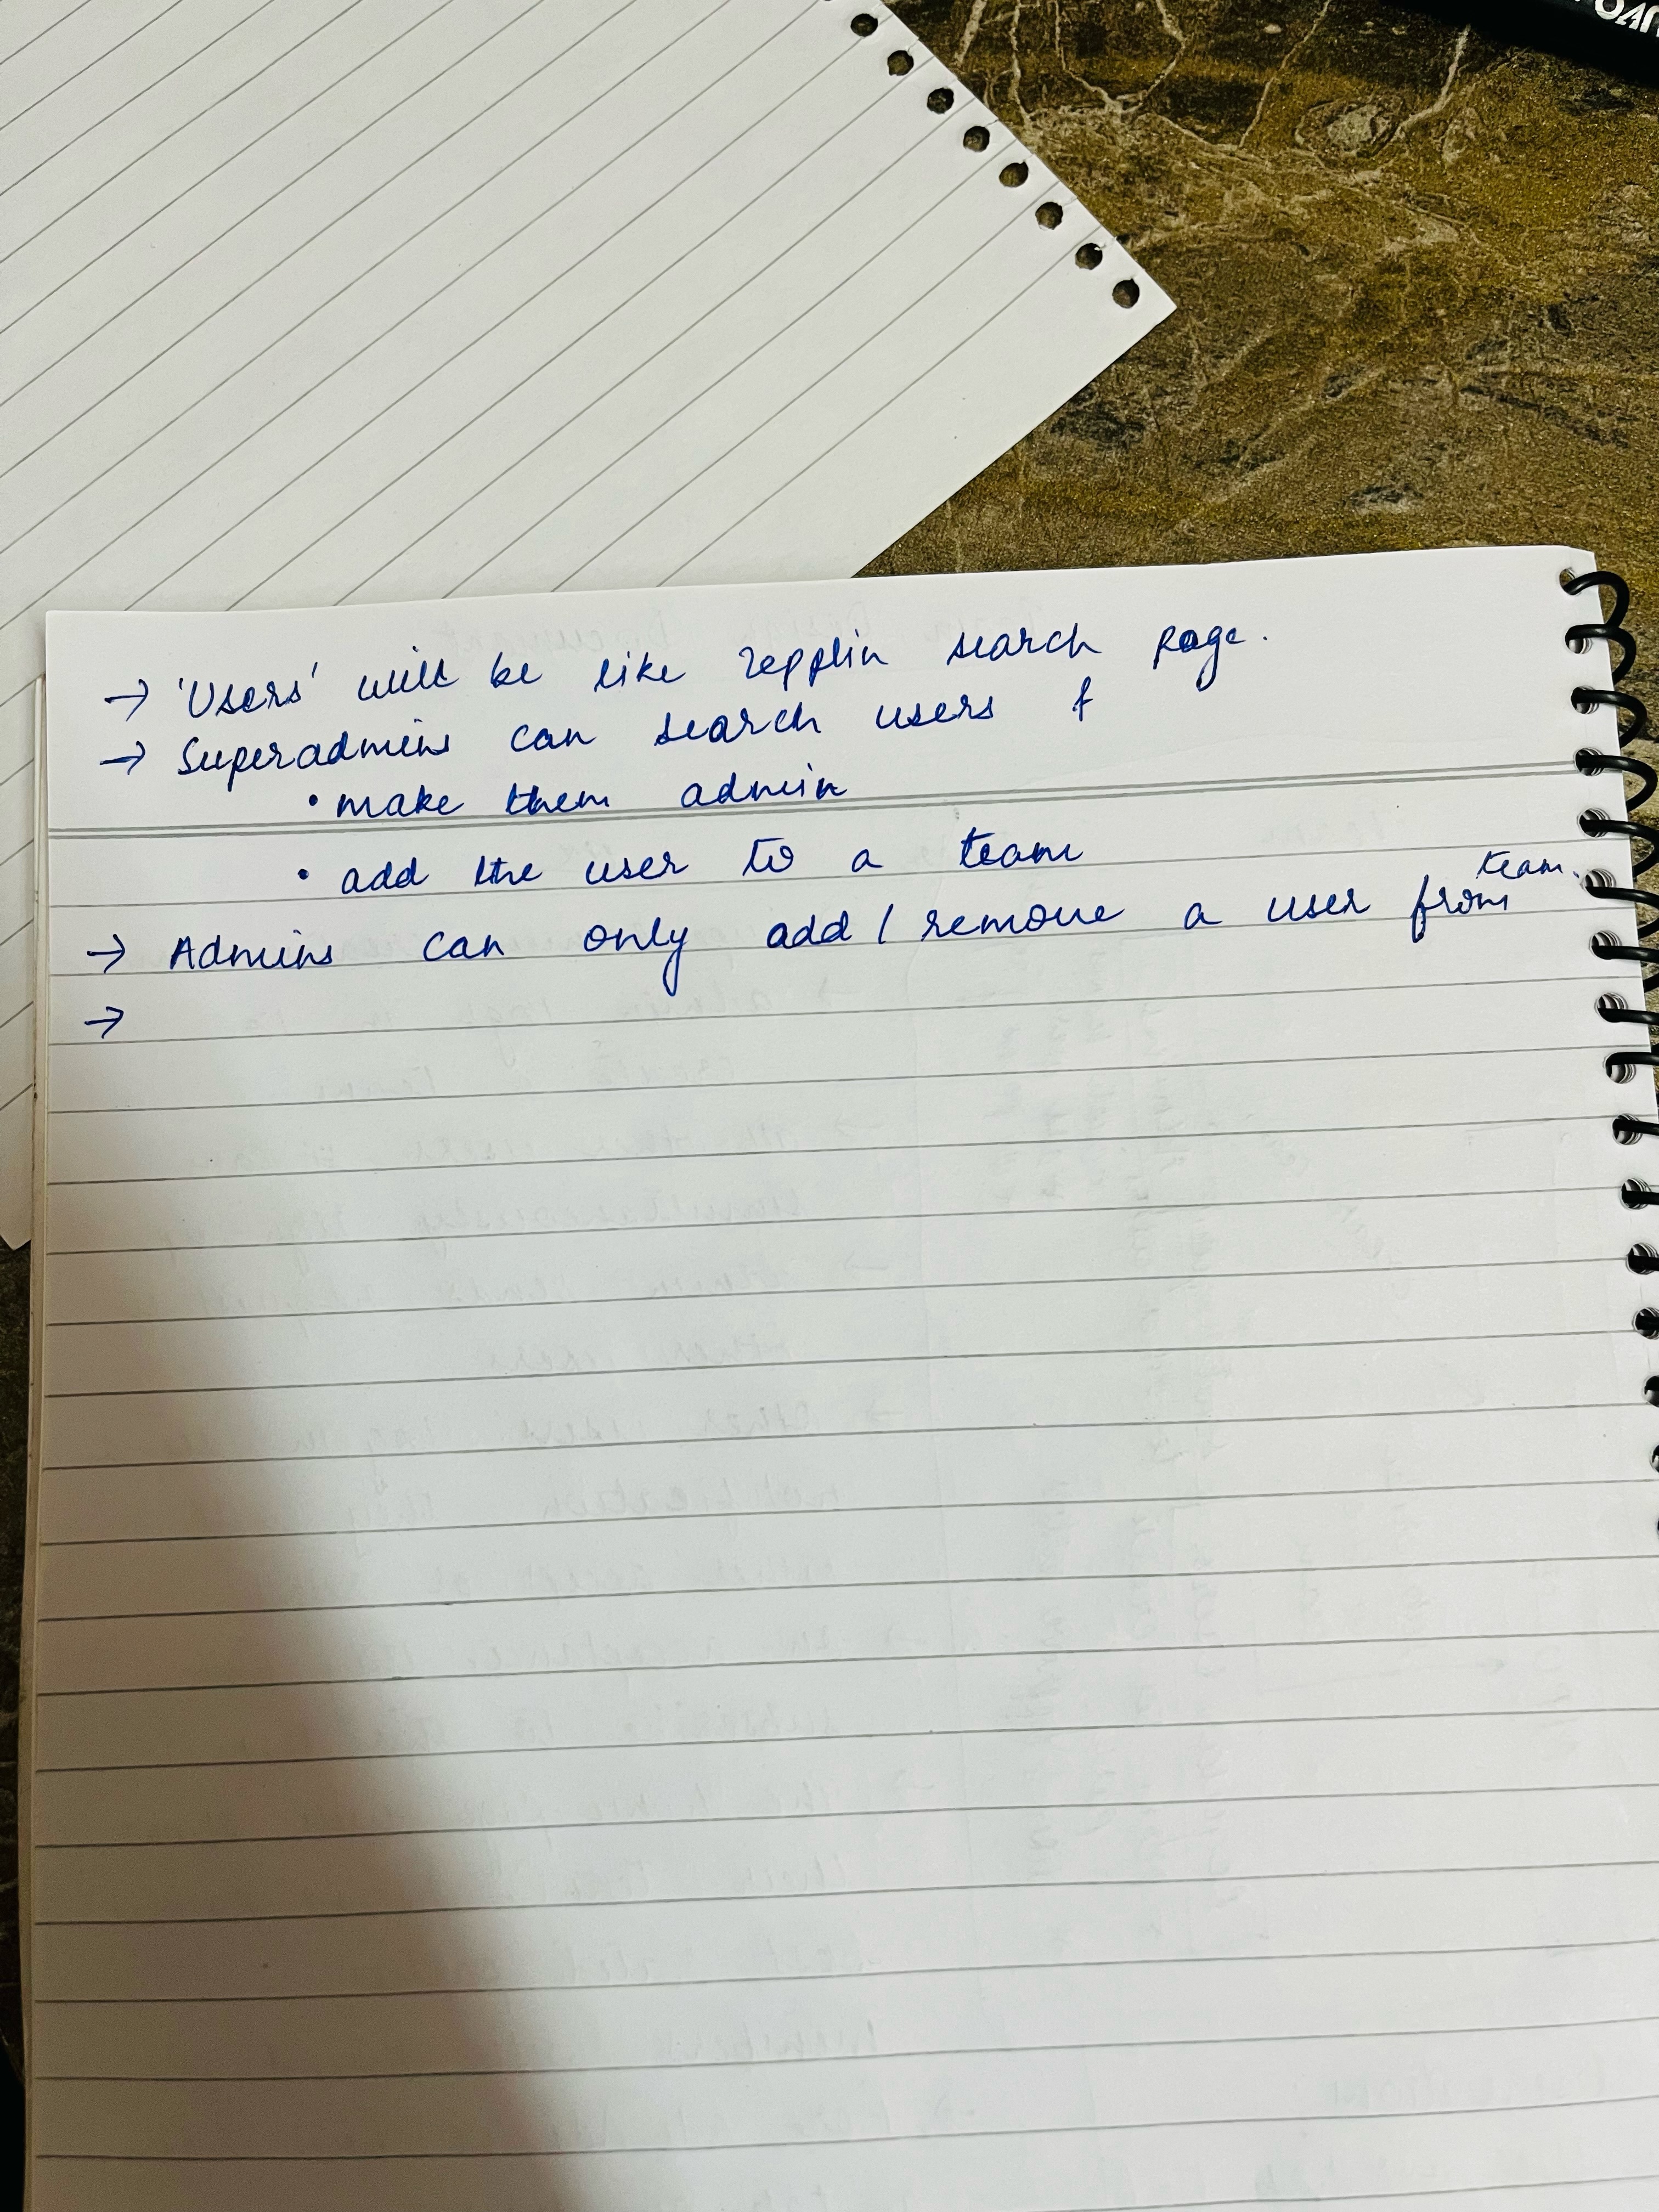 → 'Users' will be like zepplin search page.
→ Superadmins can search users &
• make them admin
• add the user to a team
→ Admins can only add / remove a user from team.
→